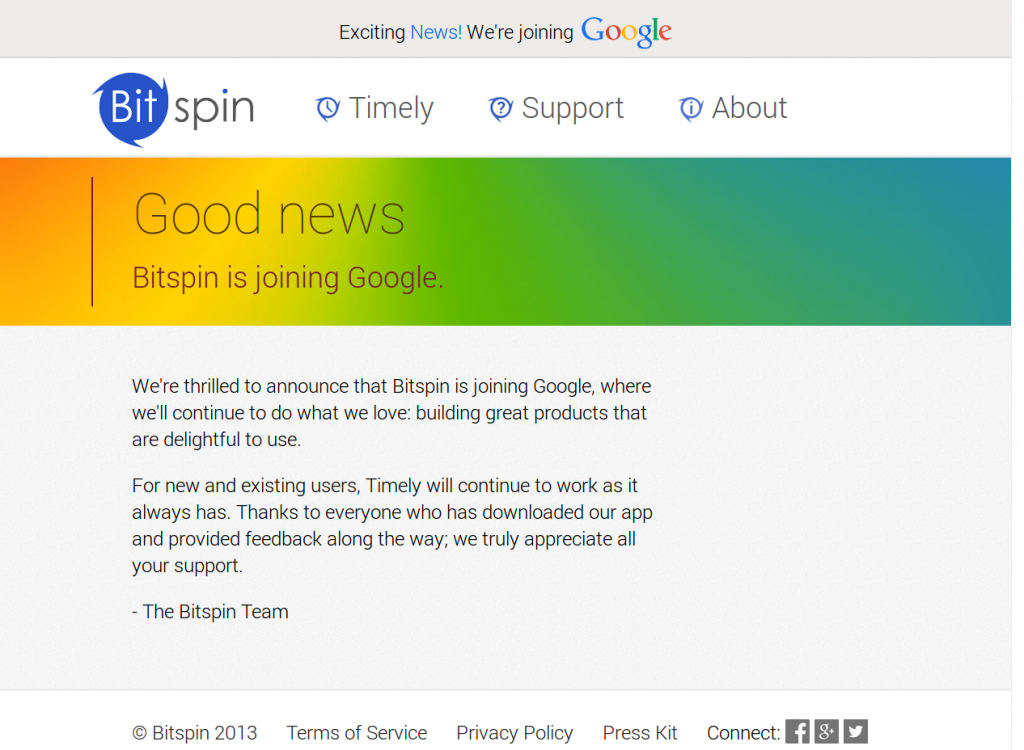 Exciting News! We're joining Google
Bitspin Timely Support About
Good news
Bitspin is joining Google.
We're thrilled to announce that Bitspin is joining Google, where
we'll continue to do what we love: building great products that
are delightful to use.
For new and existing users, Timely will continue to work as it
always has. Thanks to everyone who has downloaded our app
and provided feedback along the way; we truly appreciate all
your support.
- The Bitspin Team
© Bitspin 2013 Terms of Service Privacy Policy Press Kit Connect: